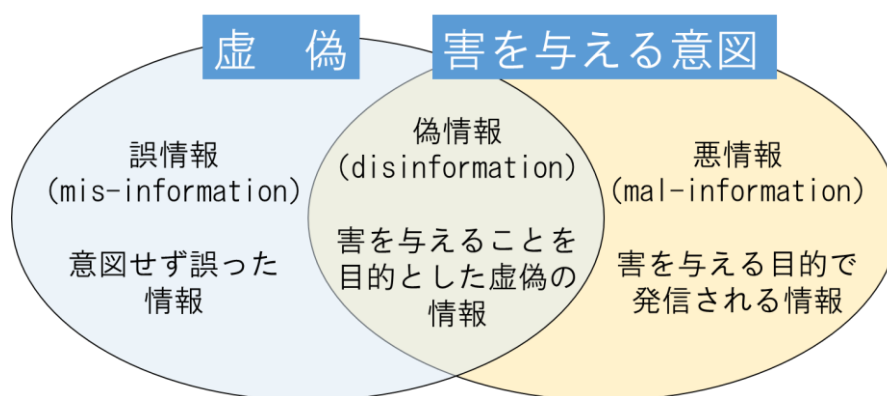 虚　偽
害を与える意図
誤情報
(mis-information)
意図せず誤った
情報
偽情報
(disinformation)
害を与えることを
目的とした虚偽の
情報
悪情報
(mal-information)
害を与える目的で
発信される情報